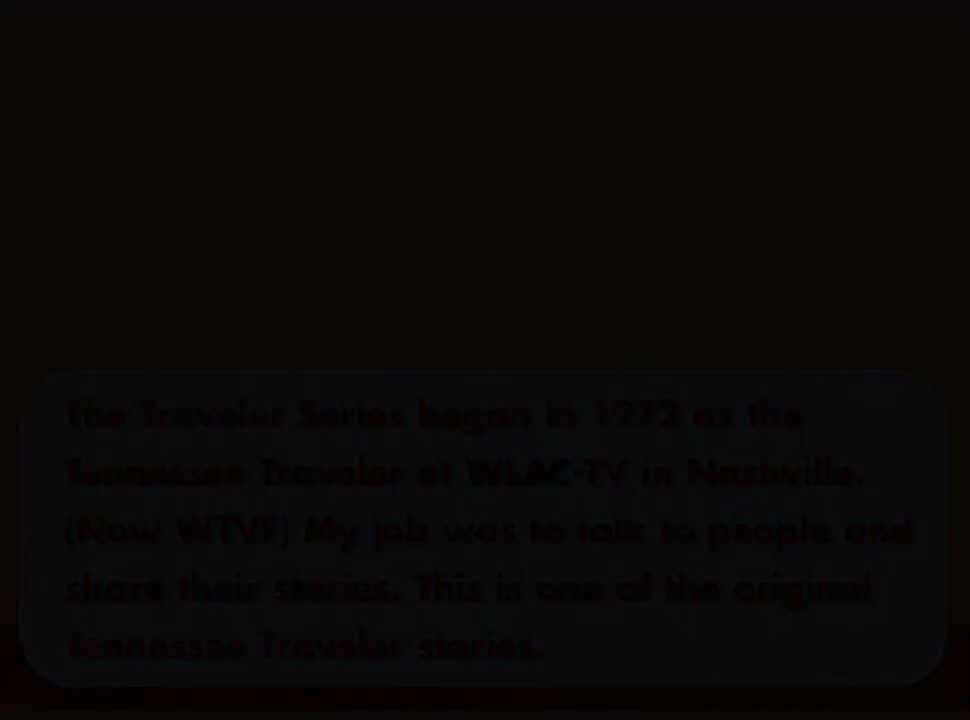 The Traveler Series began in 1972 as the
Tennessee Traveler at WLAC-TV in Nashville.
(Now WTVF) My job was to talk to people and
share their stories. This is one of the original
Tennessee Traveler stories.